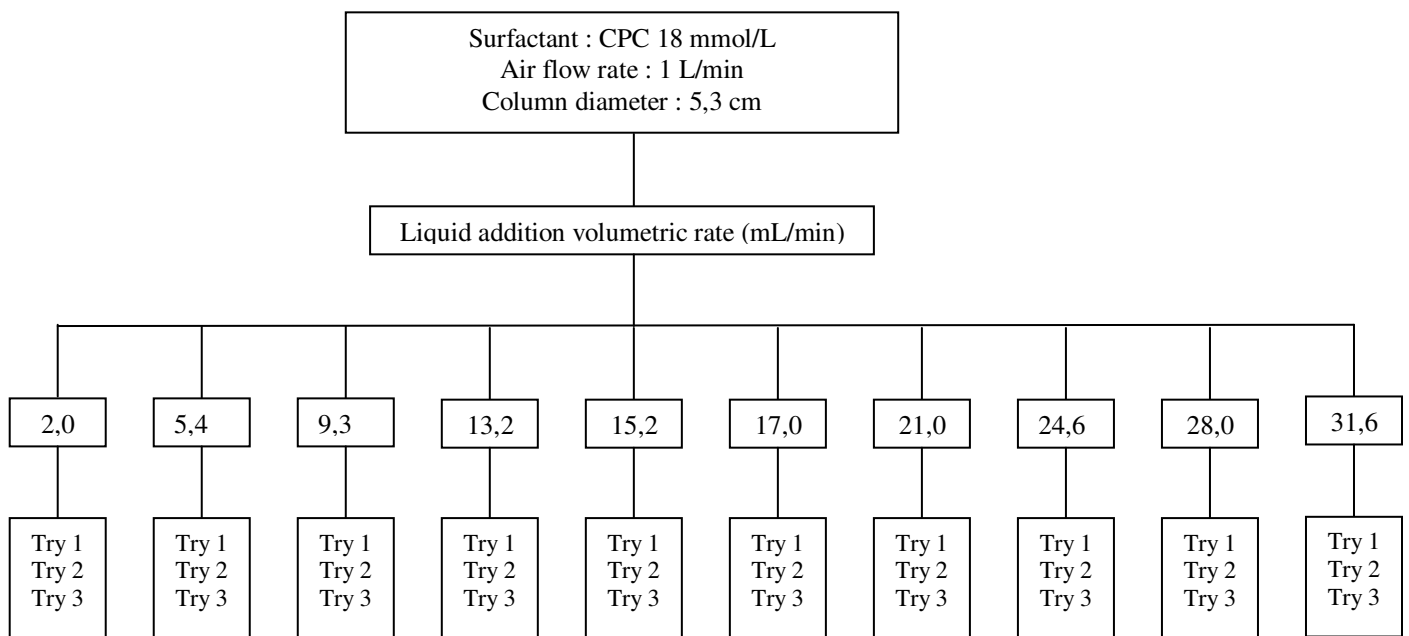 Surfactant : CPC 18 mmol/L
Air flow rate : 1 L/min
Column diameter : 5,3 cm
Liquid addition volumetric rate (mL/min)
2,0
5,4
9,3
13,2
15,2
17,0
21,0
24,6
28,0
31,6
Try 1
Try 2
Try 3
Try 1
Try 2
Try 3
Try 1
Try 2
Try 3
Try 1
Try 2
Try 3
Try 1
Try 2
Try 3
Try 1
Try 2
Try 3
Try 1
Try 2
Try 3
Try 1
Try 2
Try 3
Try 1
Try 2
Try 3
Try 1
Try 2
Try 3